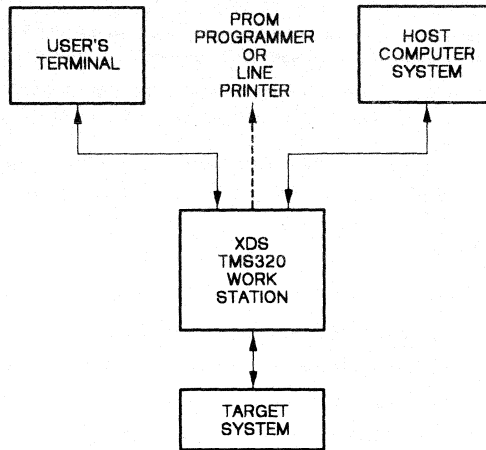 USER'S
TERMINAL
PROM
PROGRAMMER
OR
LINE
PRINTER
HOST
COMPUTER
SYSTEM
XDS
TMS320
WORK
STATION
TARGET
SYSTEM